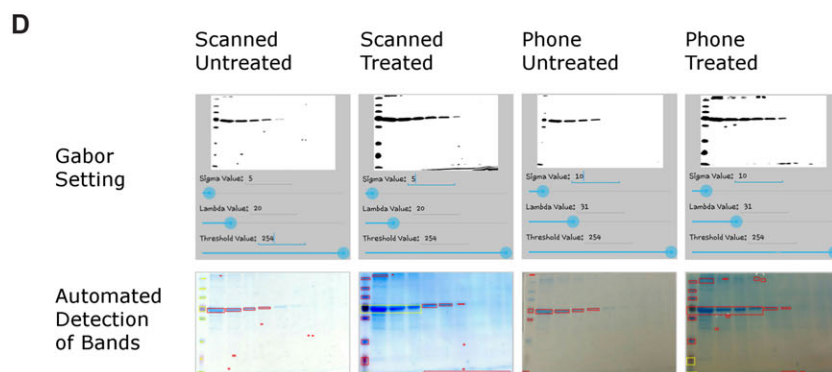 D
Scanned Untreated
Scanned Treated
Phone Untreated
Phone Treated
Gabor Setting
Sigma Value: 5
Lambda Value: 20
Threshold Value: 254
Sigma Value: 5
Lambda Value: 20
Threshold Value: 254
Sigma Value: 10
Lambda Value: 31
Threshold Value: 254
Sigma Value: 10
Lambda Value: 31
Threshold Value: 254
Automated Detection of Bands